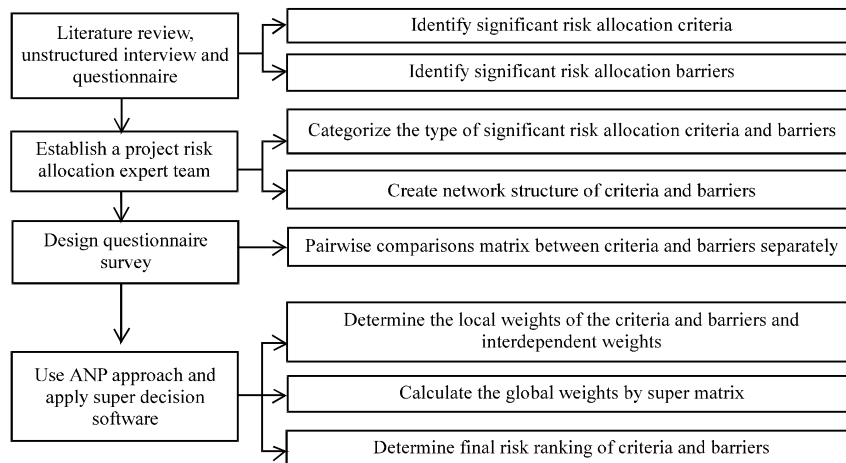 Literature review,
unstructured interview and
questionnaire
Identify significant risk allocation criteria
Identify significant risk allocation barriers
Establish a project risk
allocation expert team
Categorize the type of significant risk allocation criteria and barriers
Create network structure of criteria and barriers
Design questionnaire
survey
Pairwise comparisons matrix between criteria and barriers separately
Use ANP approach and
apply super decision
software
Determine the local weights of the criteria and barriers and
interdependent weights
Calculate the global weights by super matrix
Determine final risk ranking of criteria and barriers